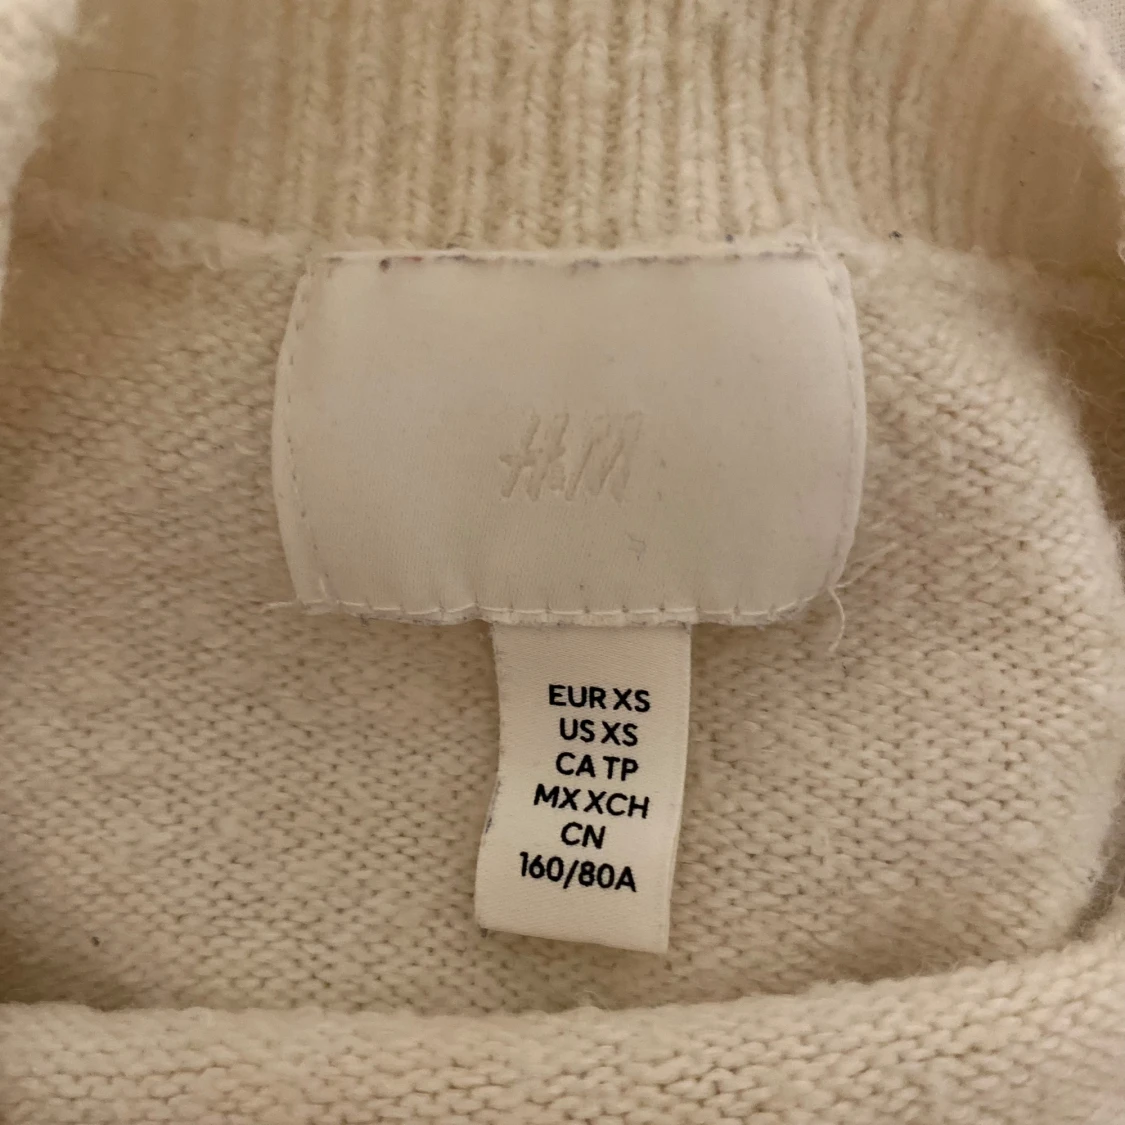 H&M
EUR XS
US XS
CA TP
MX XCH
CN
160/80A